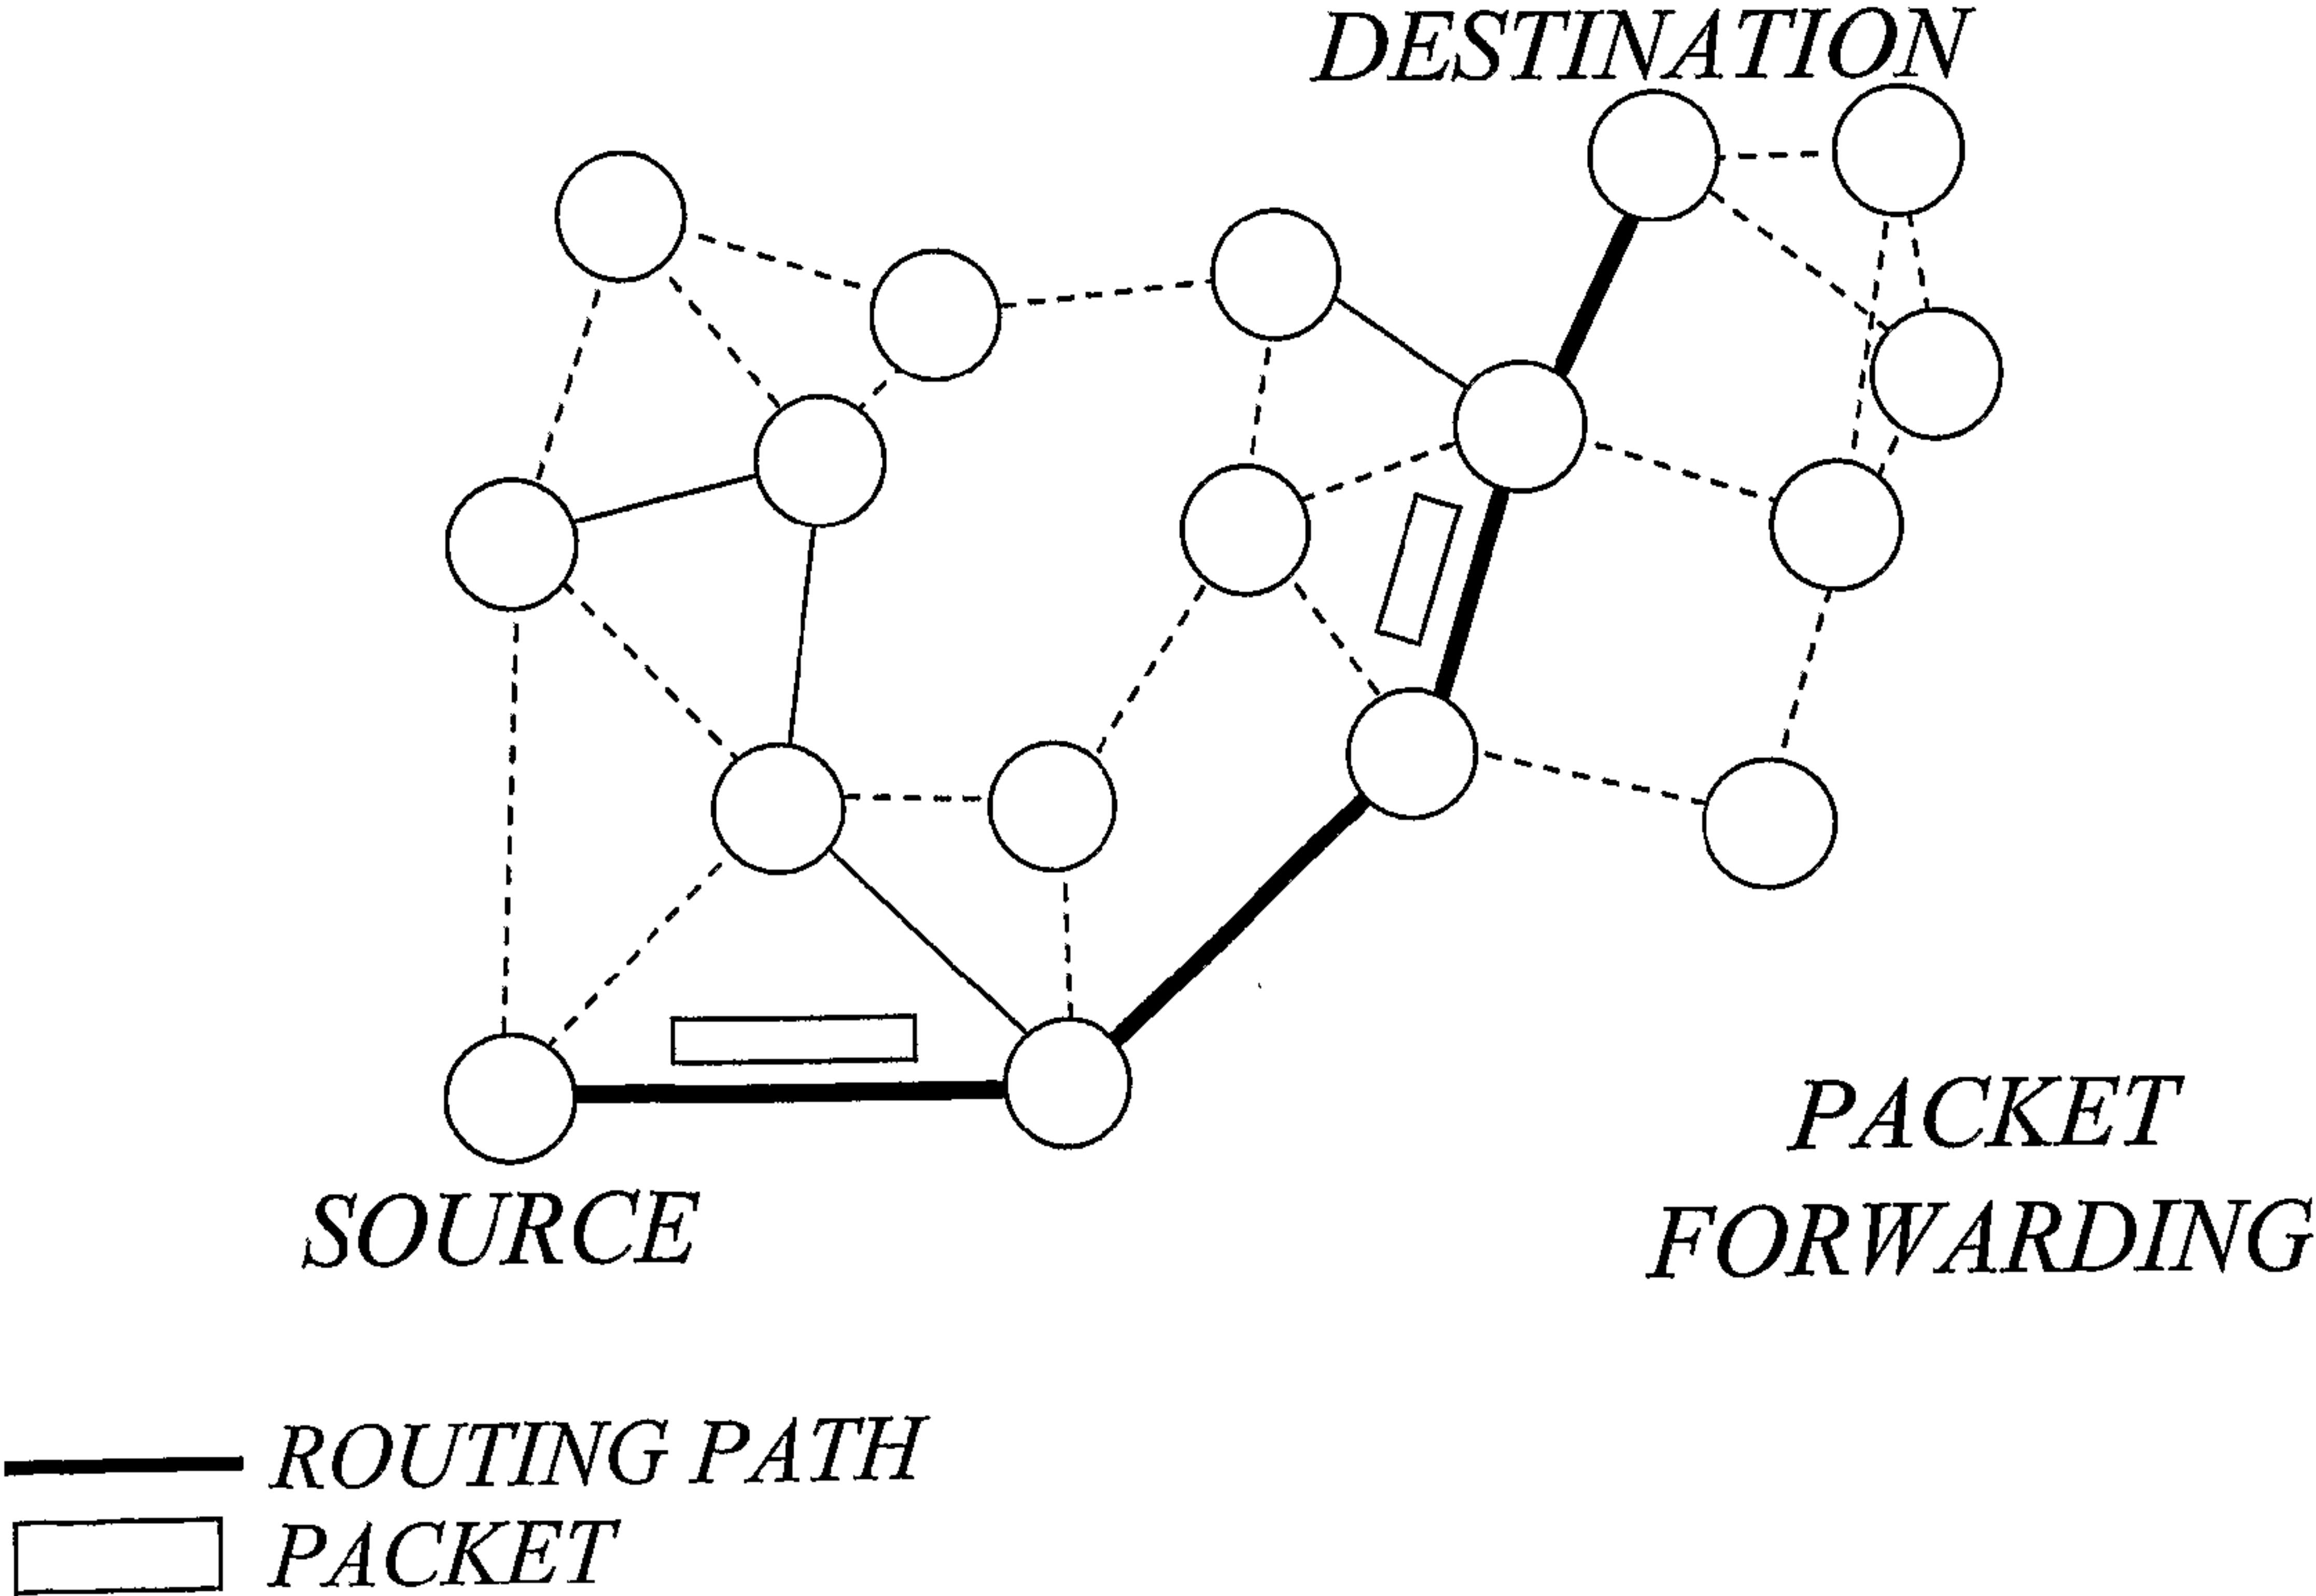 DESTINATION
SOURCE
PACKET
FORWARDING
ROUTING PATH
PACKET